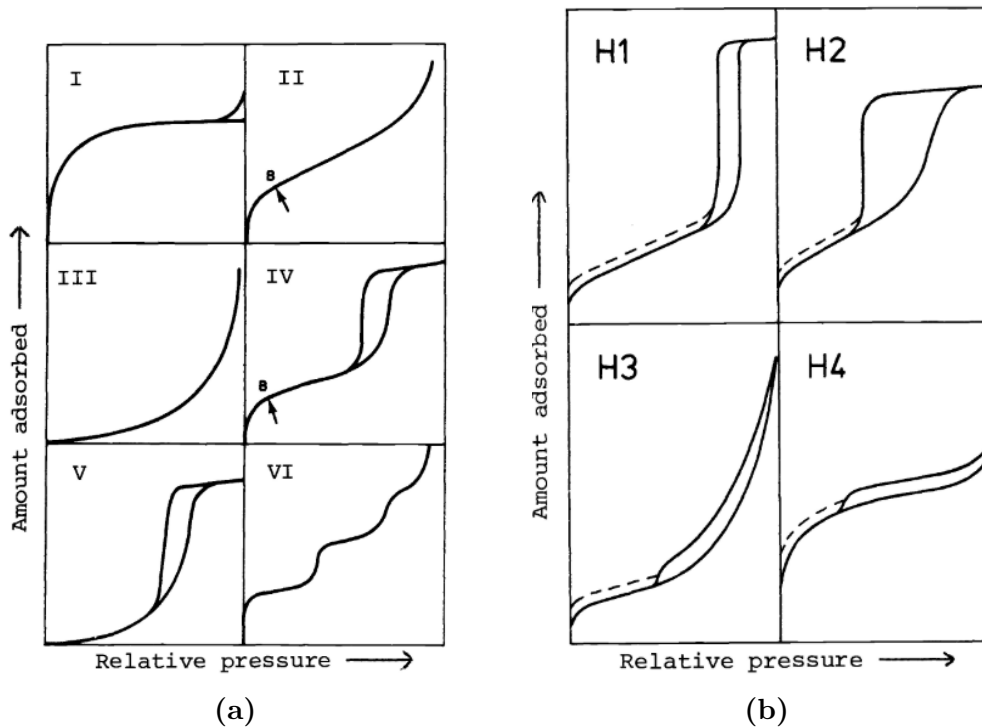 I
II
B
III
IV
B
V
VI
Amount adsorbed
Relative pressure
(a)
H1
H2
H3
H4
Amount adsorbed
Relative pressure
(b)